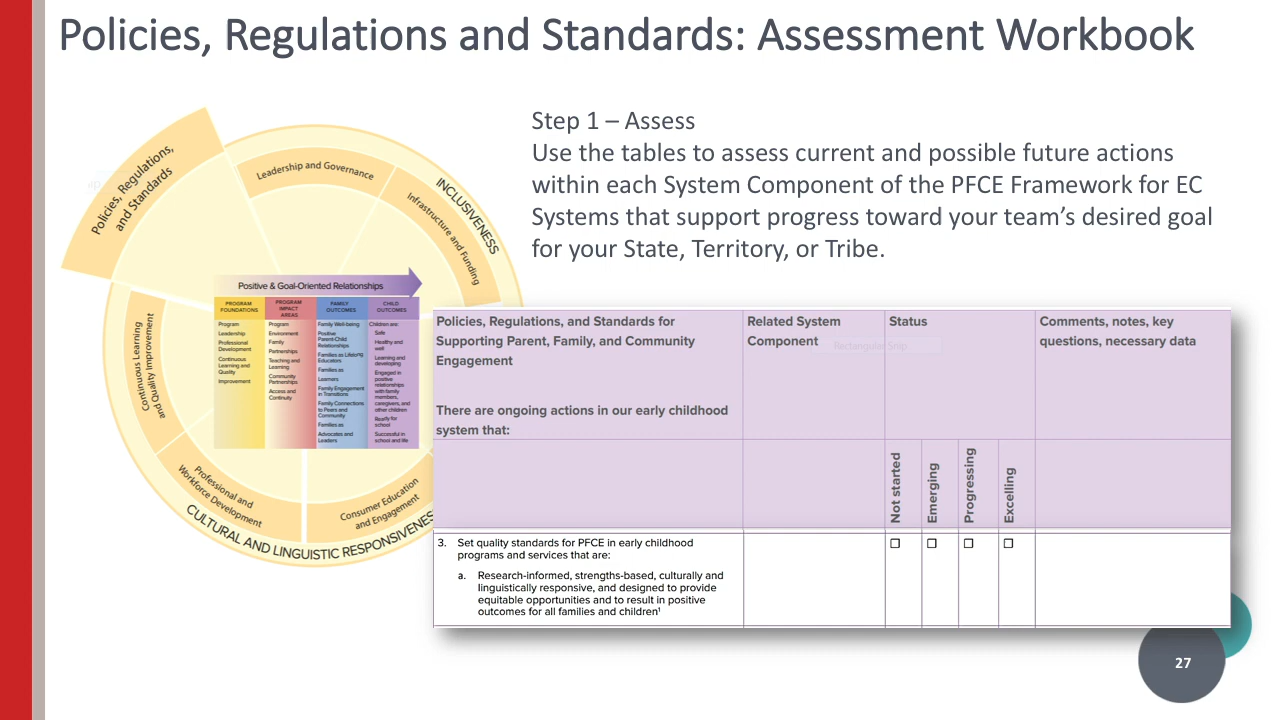 Policies, Regulations and Standards: Assessment Workbook
Step 1 – Assess
Use the tables to assess current and possible future actions
within each System Component of the PFCE Framework for EC
Systems that support progress toward your team's desired goal
for your State, Territory, or Tribe.
Policies, Regulations,
and Standards
Leadership and Governance
Infrastructure and Funding
INCLUSIVENESS
Continuous Learning
and Quality Improvement
Professional and
Workforce Development
Consumer Education
and Engagement
CULTURAL AND LINGUISTIC RESPONSIVENE
Positive & Goal-Oriented Relationships
PROGRAM
FOUNDATIONS
Program
Leadership
Professional
Development
Continuous
Learning and
Quality
Improvement
PROGRAM
IMPACT
AREAS
Program
Environment
Family
Partnerships
Teaching and
Learning
Community
Partnerships
Access and
Continuity
FAMILY
OUTCOMES
Family Well-being
Positive
Parent-Child
Relationships
Families as Lifelong
Educators
Families as
Learners
Family Engagement
in Transitions
Family Connections
to Peers and
Community
Families as
Advocates and
Leaders
CHILD
OUTCOMES
Children are:
Safe
Healthy and
well
Learning and
developing
Engaged in
positive
relationships
with family
members,
caregivers, and
other children
Ready for
school
Successful in
school and life
Policies, Regulations, and Standards for
Supporting Parent, Family, and Community
Engagement
There are ongoing actions in our early childhood
system that:
Related System
Component
Rectangular Snip
Status
Comments, notes, key
questions, necessary data
Not started
Emerging
Progressing
Excelling
3. Set quality standards for PFCE in early childhood
programs and services that are:
☐ ☐ ☐ ☐
a. Research-informed, strengths-based, culturally and
linguistically responsive, and designed to provide
equitable opportunities and to result in positive
outcomes for all families and children¹
27